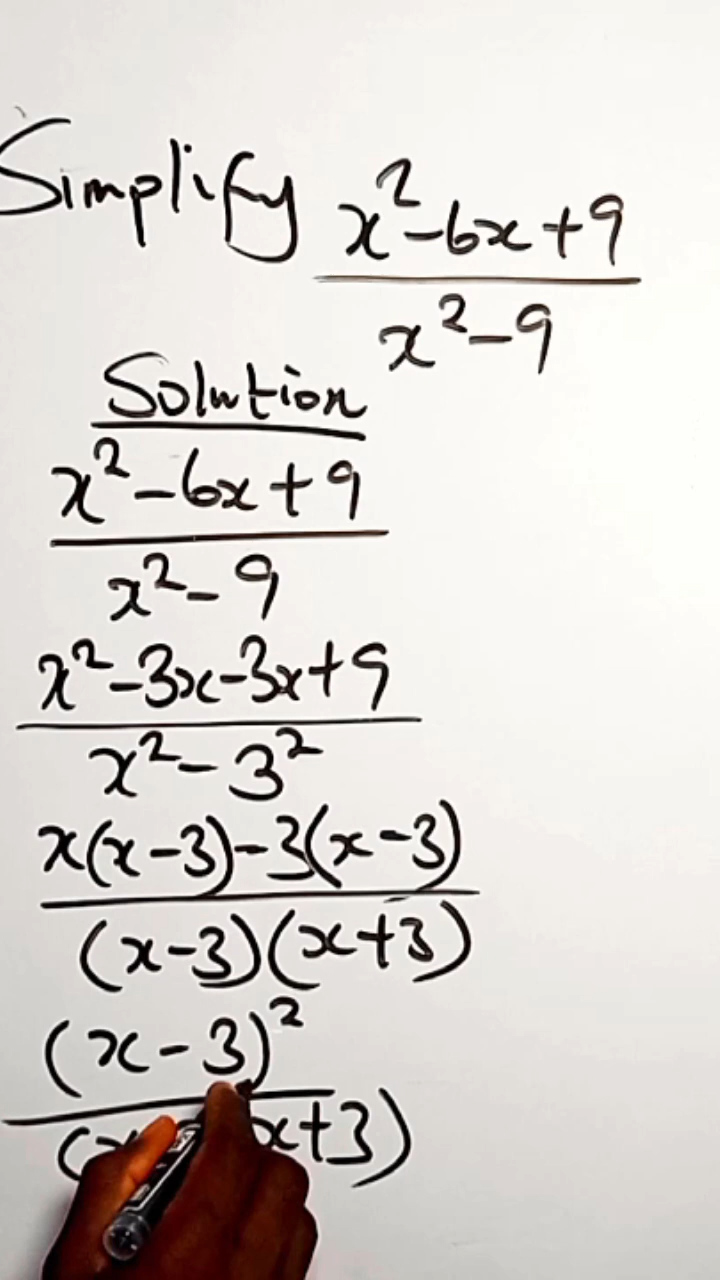 Simplify x²-6x+9
x²-9
Solution
x²-6x+9
x²-9
x²-3x-3x+9
x²-3²
x(x-3)-3(x-3)
(x-3)(x+3)
(x-3)²
(x x+3)